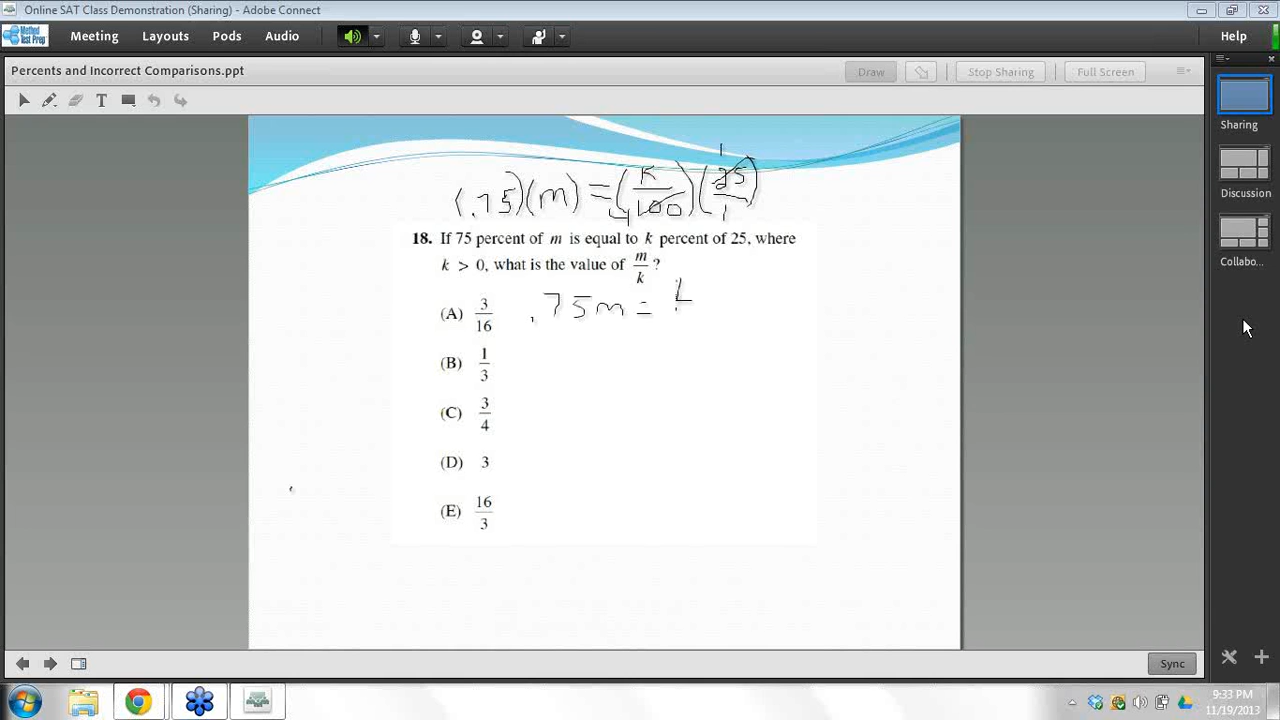 Online SAT Class Demonstration (Sharing) - Adobe Connect
Meeting Layouts Pods Audio Help
Percents and Incorrect Comparisons.ppt Draw Stop Sharing Full Screen
Sharing
Discussion
Collabo...
1
(.75)(m) = (k/100)(25/1)
4
18. If 75 percent of m is equal to k percent of 25, where
k > 0, what is the value of m/k ?
.75m =
(A) 3/16
(B) 1/3
(C) 3/4
(D) 3
(E) 16/3
Sync
9:33 PM
11/19/2013